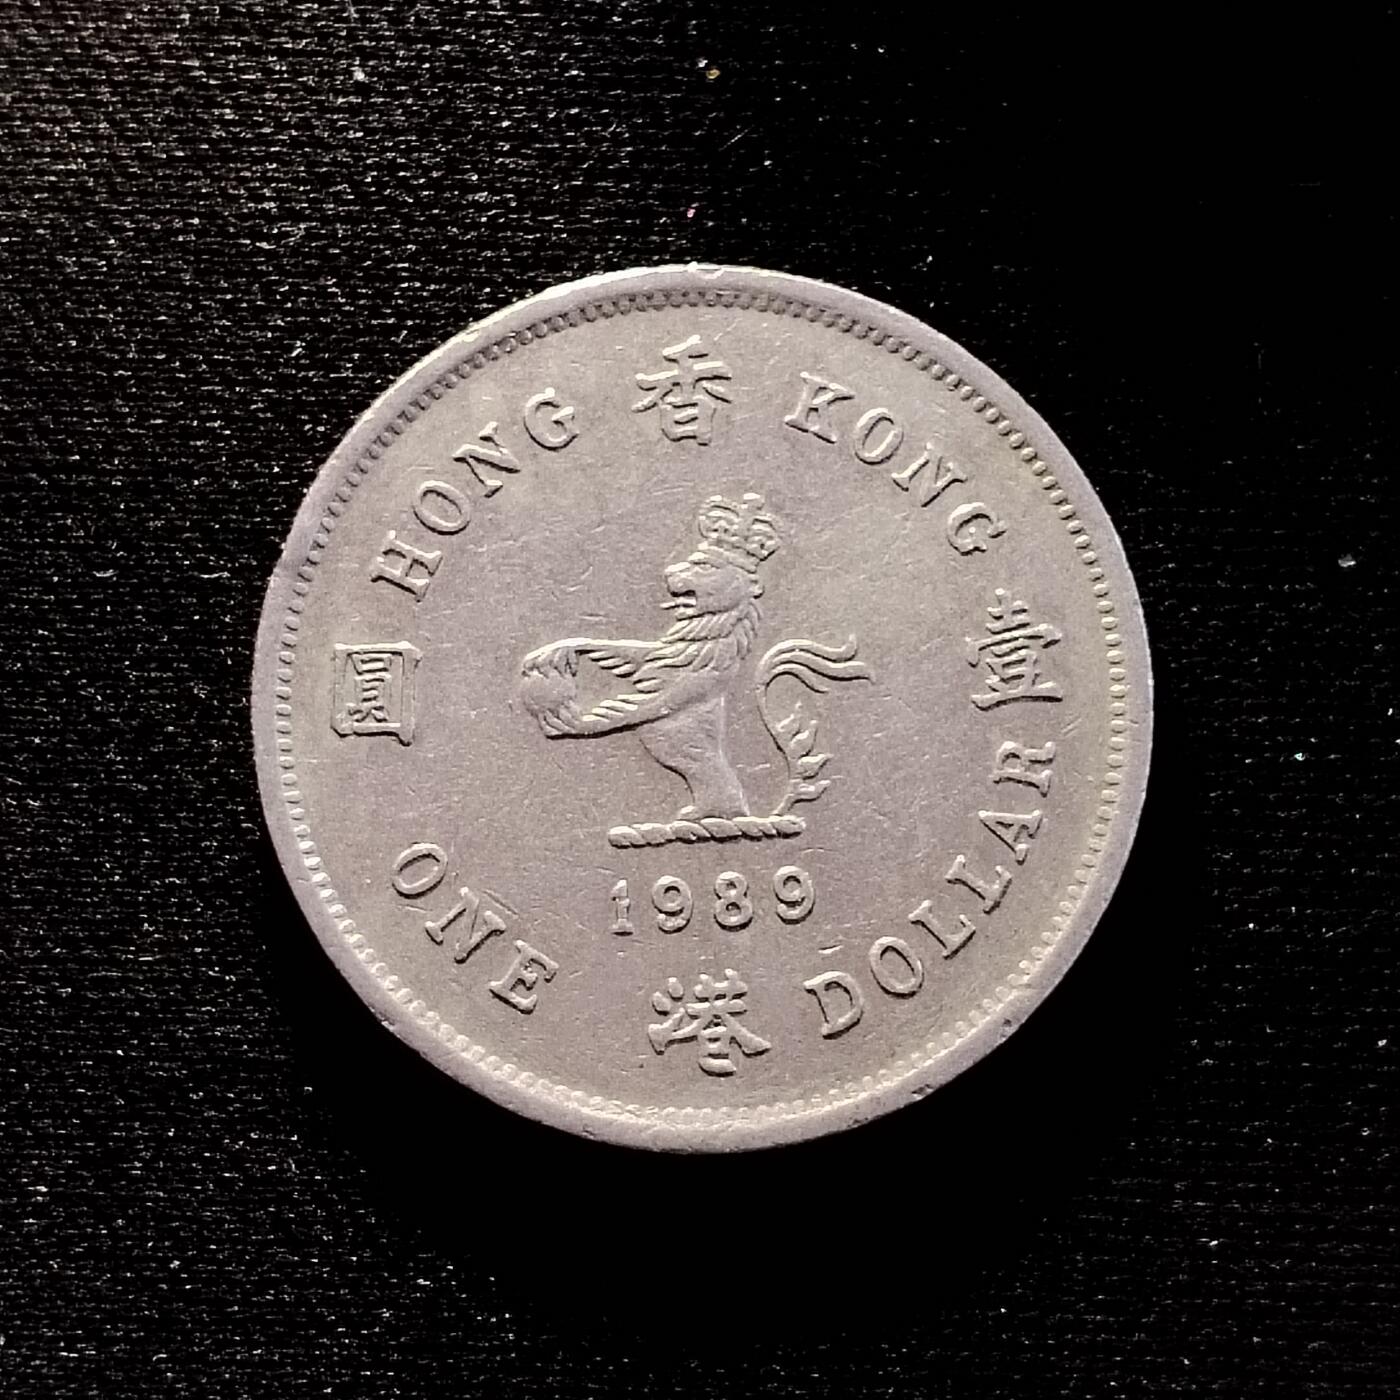 HONG 香 KONG
圓 壹
1989
港
ONE DOLLAR